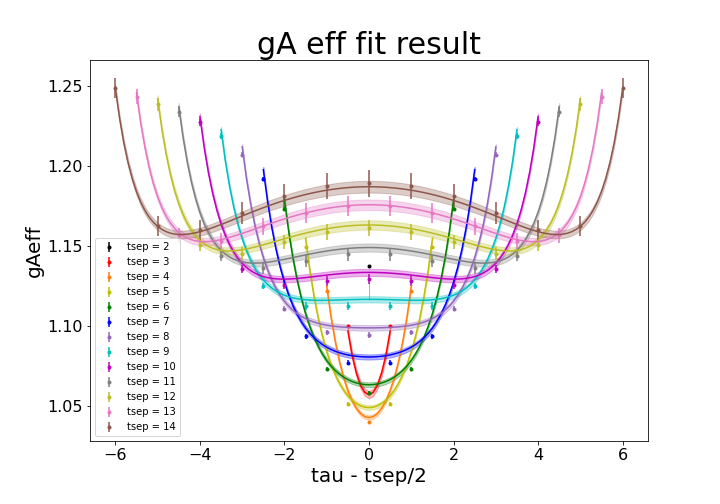 gA eff fit result
gAeff
1.25
1.20
1.15
1.10
1.05
tsep = 2
tsep = 3
tsep = 4
tsep = 5
tsep = 6
tsep = 7
tsep = 8
tsep = 9
tsep = 10
tsep = 11
tsep = 12
tsep = 13
tsep = 14
−6 −4 −2 0 2 4 6
tau - tsep/2